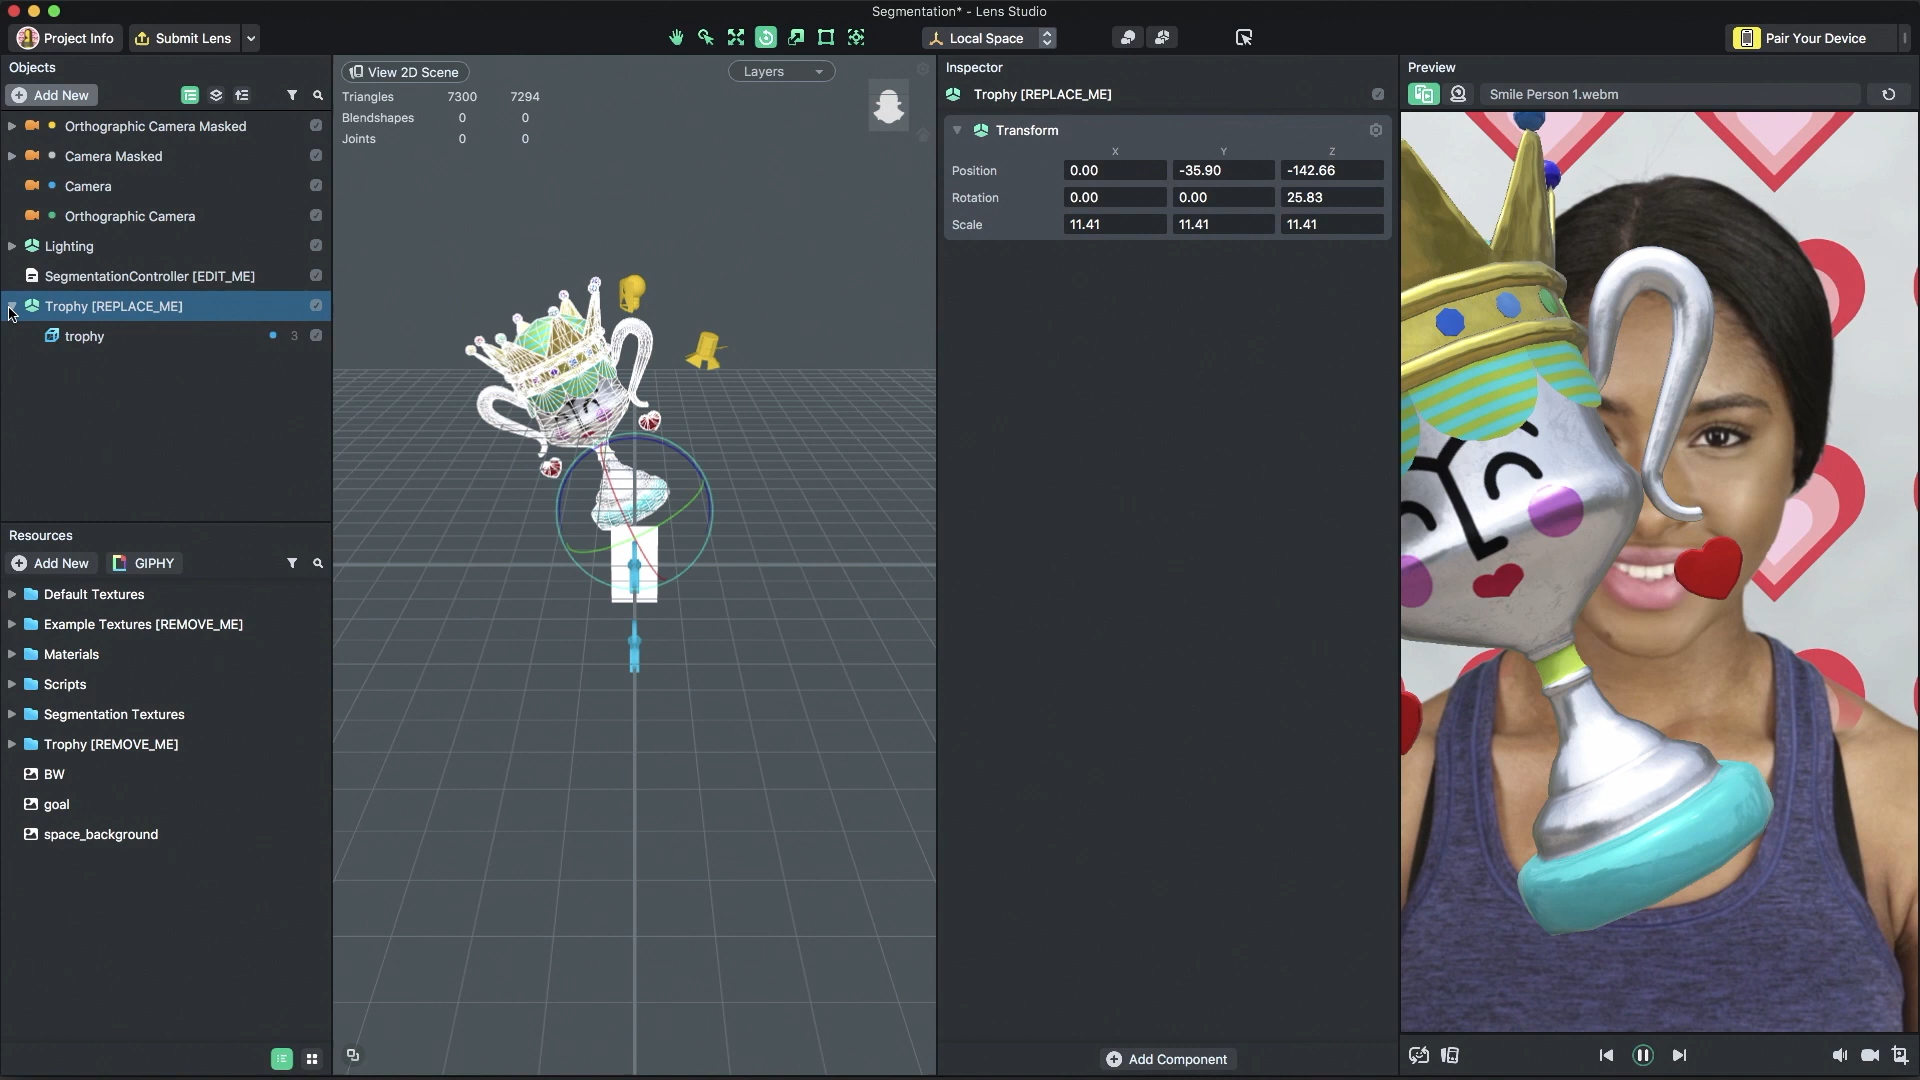 Segmentation* - Lens Studio
Project Info
Submit Lens
Local Space
Pair Your Device
Objects
Add New
Orthographic Camera Masked
Camera Masked
Camera
Orthographic Camera
Lighting
SegmentationController [EDIT_ME]
Trophy [REPLACE_ME]
trophy 3
Resources
Add New
GIPHY
Default Textures
Example Textures [REMOVE_ME]
Materials
Scripts
Segmentation Textures
Trophy [REMOVE_ME]
BW
goal
space_background
View 2D Scene
Layers
Triangles 7300 7294
Blendshapes 0 0
Joints 0 0
Inspector
Trophy [REPLACE_ME]
Transform
X Y Z
Position 0.00 -35.90 -142.66
Rotation 0.00 0.00 25.83
Scale 11.41 11.41 11.41
Add Component
Preview
Smile Person 1.webm